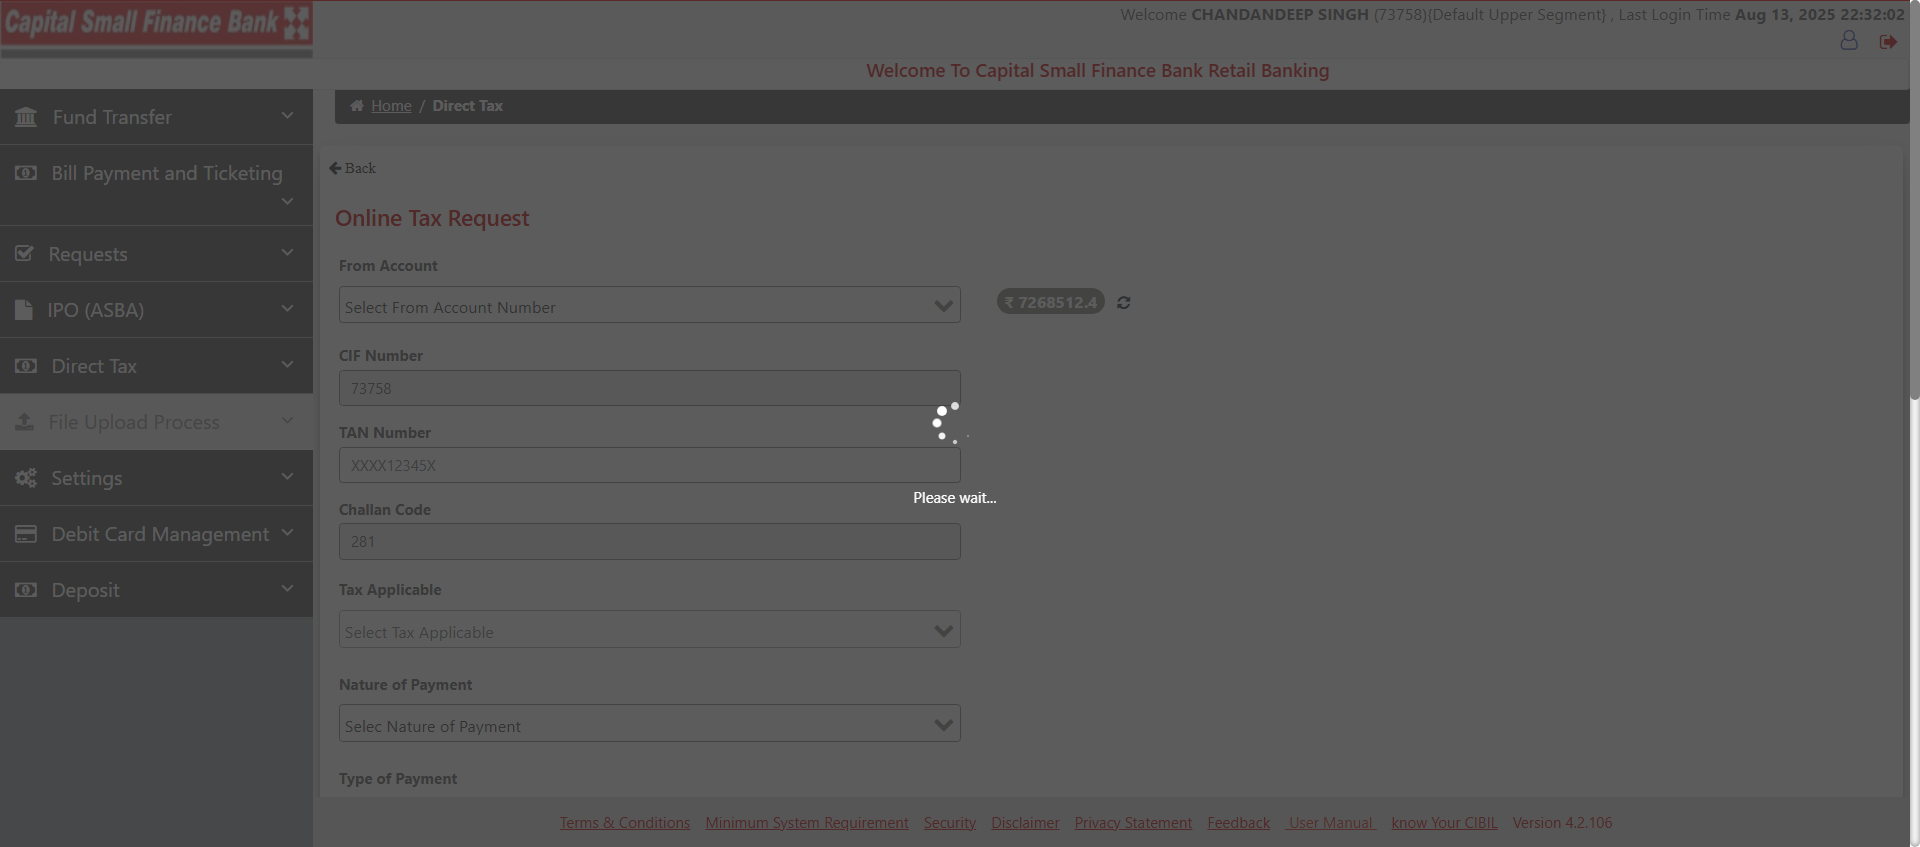 Capital Small Finance Bank
Welcome CHANDANDEEP SINGH (73758){Default Upper Segment} , Last Login Time Aug 13, 2025 22:32:02
Welcome To Capital Small Finance Bank Retail Banking
Home / Direct Tax
Fund Transfer
Bill Payment and Ticketing
Requests
IPO (ASBA)
Direct Tax
File Upload Process
Settings
Debit Card Management
Deposit
Back
Online Tax Request
From Account
Select From Account Number
₹ 7268512.4
CIF Number
73758
TAN Number
XXXX12345X
Please wait...
Challan Code
281
Tax Applicable
Select Tax Applicable
Nature of Payment
Selec Nature of Payment
Type of Payment
Terms & Conditions Minimum System Requirement Security Disclaimer Privacy Statement Feedback User Manual know Your CIBIL Version 4.2.106